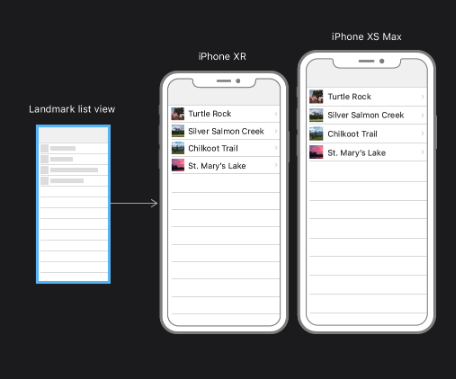 iPhone XS Max
iPhone XR
Landmark list view
Turtle Rock
Silver Salmon Creek
Chilkoot Trail
St. Mary's Lake
Turtle Rock
Silver Salmon Creek
Chilkoot Trail
St. Mary's Lake